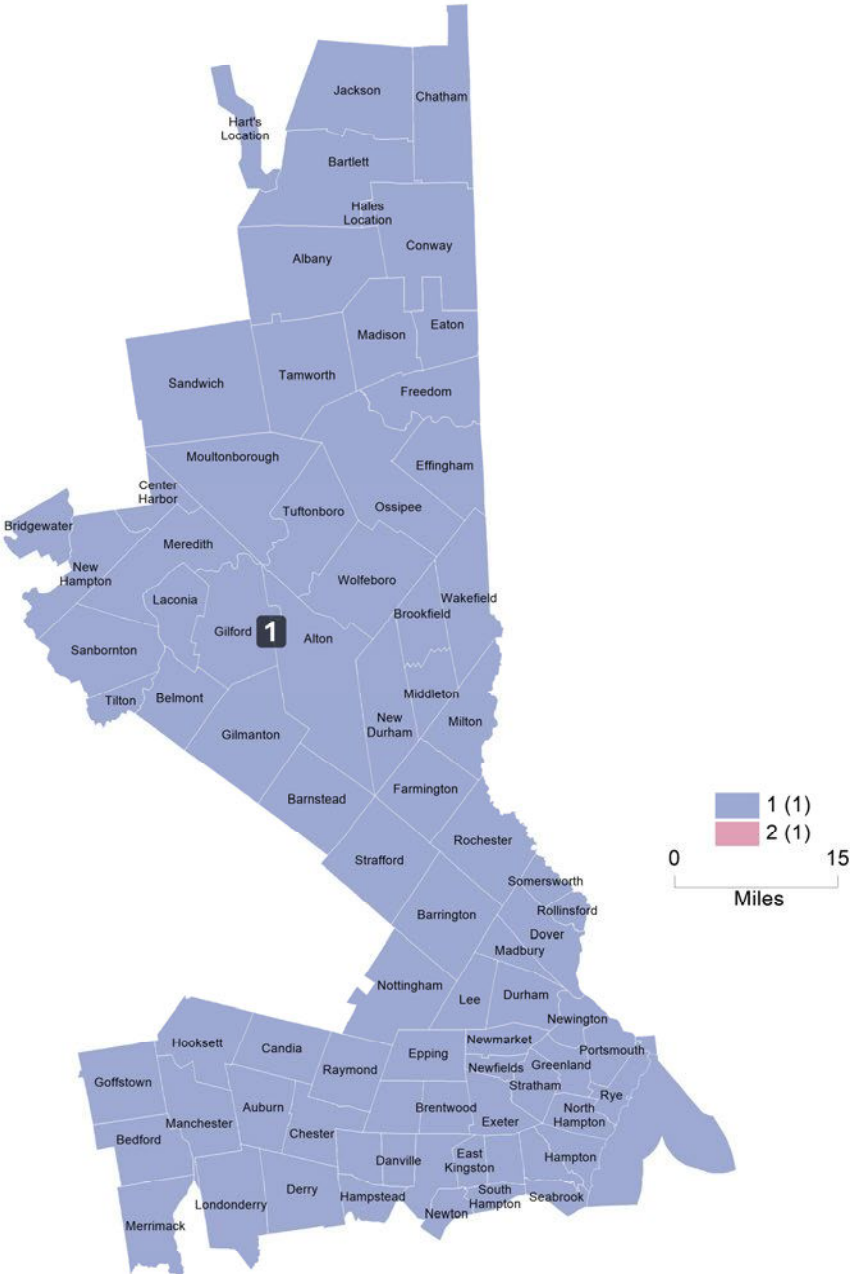 Jackson
Chatham
Hart's
Location
Bartlett
Hales
Location
Conway
Albany
Eaton
Madison
Tamworth
Sandwich
Freedom
Moultonborough
Effingham
Center
Harbor
Tuftonboro
Ossipee
Bridgewater
Meredith
New
Hampton
Wolfeboro
Laconia
Wakefield
Brookfield
Gilford
1
Alton
Sanbornton
Middleton
Tilton
Belmont
New
Durham
Milton
Gilmanton
Farmington
Barnstead
1 (1)
2 (1)
Rochester
Strafford
0
15
Miles
Somersworth
Rollinsford
Barrington
Dover
Madbury
Nottingham
Lee
Durham
Newington
Hooksett
Candia
Newmarket
Portsmouth
Epping
Raymond
Newfields
Greenland
Goffstown
Stratham
Rye
Auburn
Brentwood
North
Hampton
Manchester
Exeter
Chester
Bedford
East
Kingston
Hampton
Danville
Derry
Hampstead
South
Hampton
Seabrook
Londonderry
Newton
Merrimack